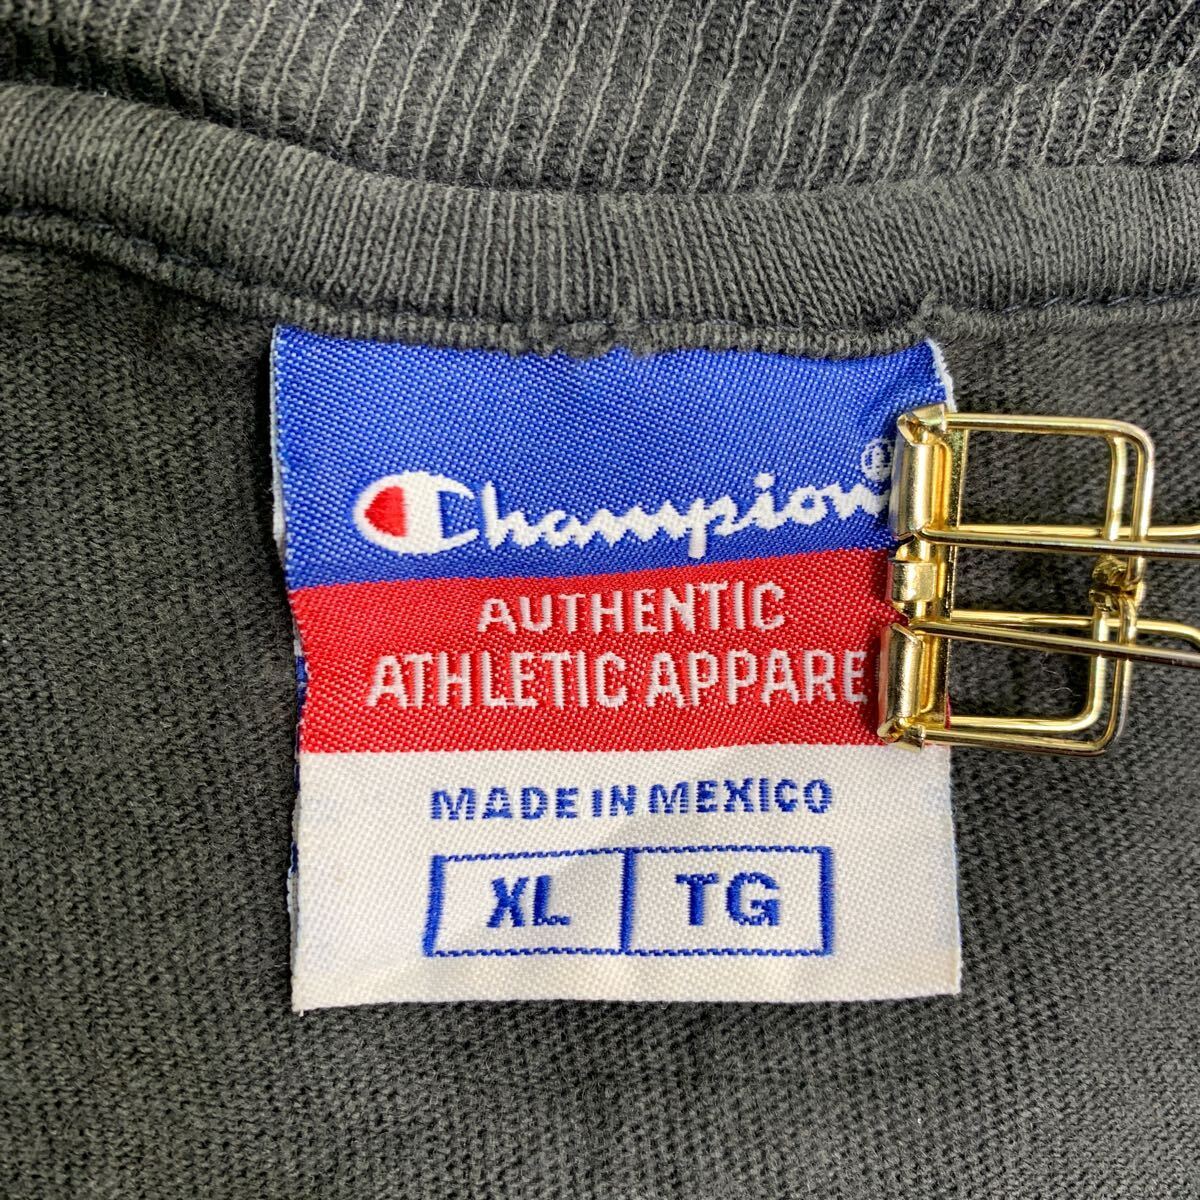 Champion®
AUTHENTIC
ATHLETIC APPARE
MADE IN MEXICO
XL TG